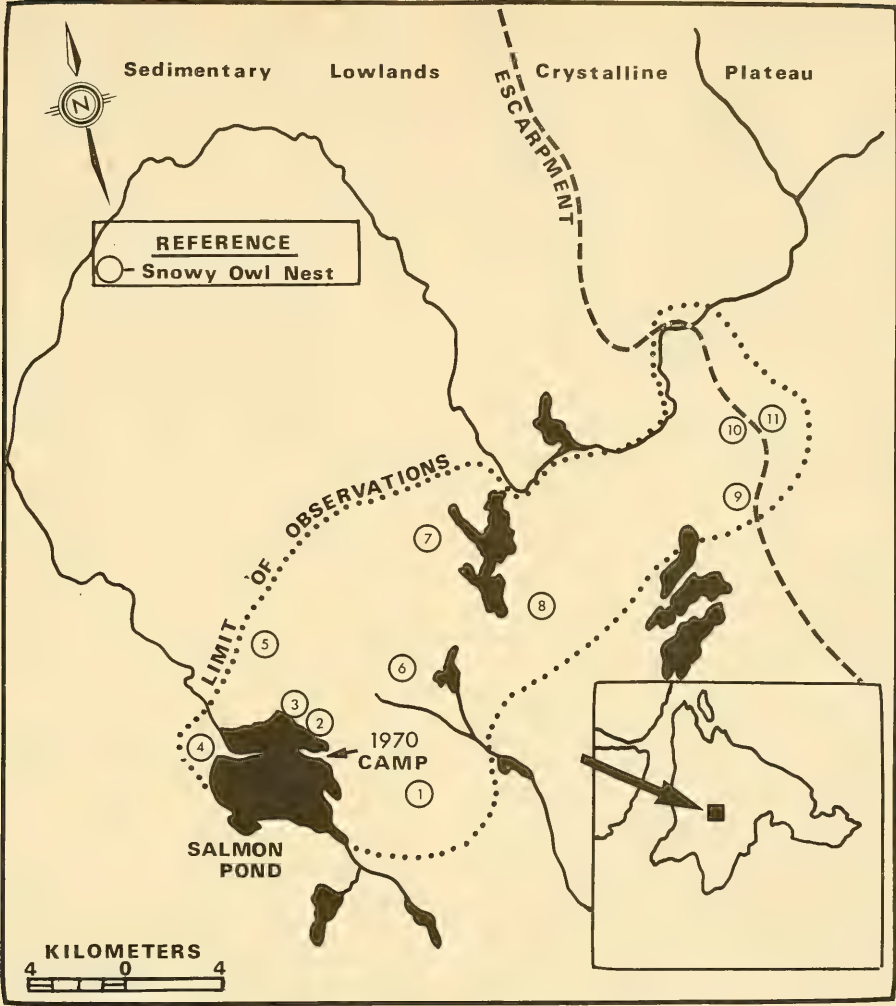 Sedimentary Lowlands Crystalline Plateau
N
ESCARPMENT
REFERENCE
- Snowy Owl Nest
11
10
9
LIMIT OF OBSERVATIONS
7
8
5
6
3
2
4
1970
CAMP
1
SALMON
POND
KILOMETERS
4 0 4